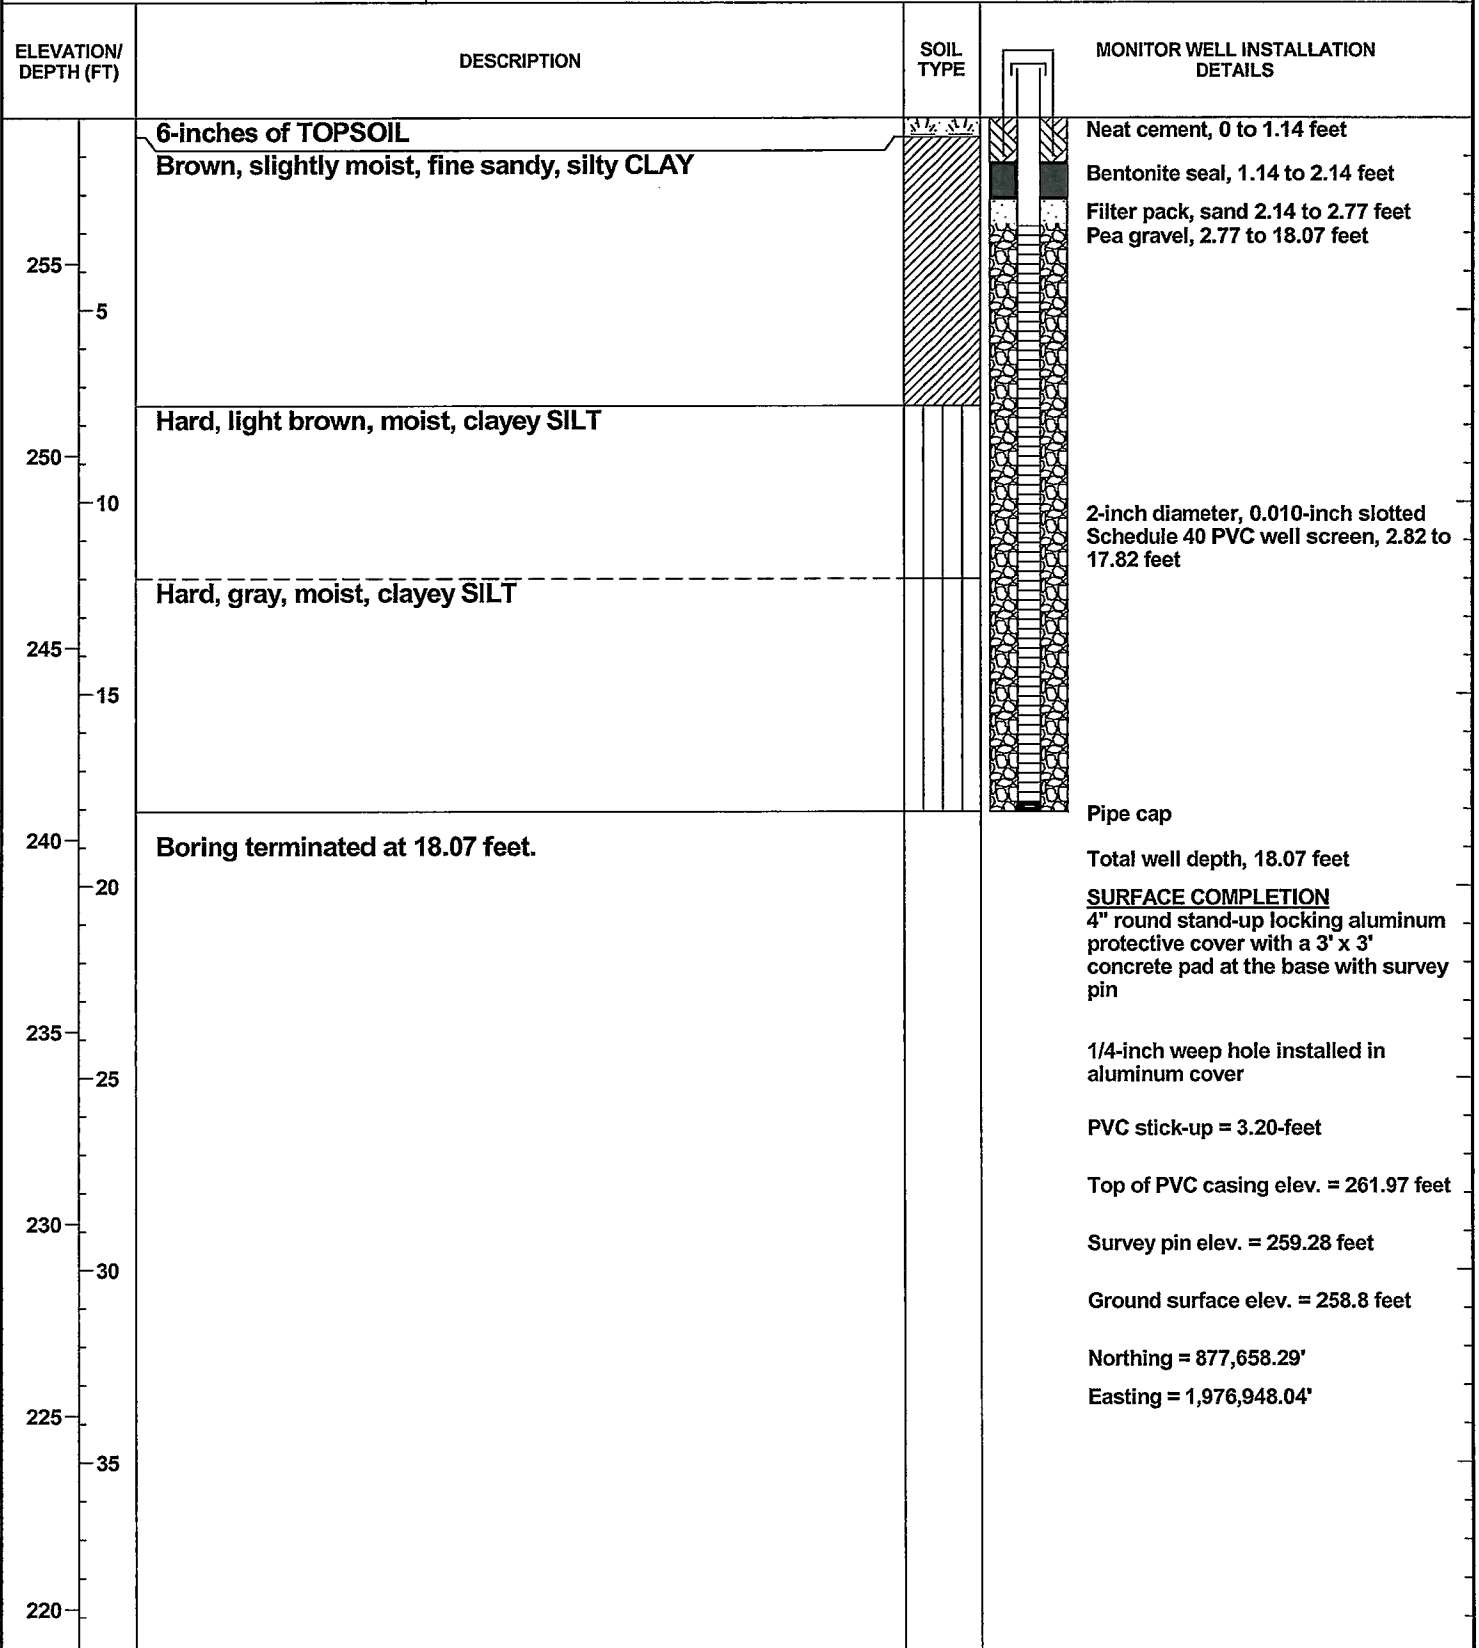 ELEVATION/
DEPTH (FT)
DESCRIPTION
SOIL
TYPE
MONITOR WELL INSTALLATION
DETAILS
6-inches of TOPSOIL
Brown, slightly moist, fine sandy, silty CLAY
Hard, light brown, moist, clayey SILT
Hard, gray, moist, clayey SILT
Boring terminated at 18.07 feet.
255
5
250
10
245
15
240
20
235
25
230
30
225
35
220
Neat cement, 0 to 1.14 feet
Bentonite seal, 1.14 to 2.14 feet
Filter pack, sand 2.14 to 2.77 feet
Pea gravel, 2.77 to 18.07 feet
2-inch diameter, 0.010-inch slotted
Schedule 40 PVC well screen, 2.82 to
17.82 feet
Pipe cap
Total well depth, 18.07 feet
SURFACE COMPLETION
4" round stand-up locking aluminum
protective cover with a 3' x 3'
concrete pad at the base with survey
pin
1/4-inch weep hole installed in
aluminum cover
PVC stick-up = 3.20-feet
Top of PVC casing elev. = 261.97 feet
Survey pin elev. = 259.28 feet
Ground surface elev. = 258.8 feet
Northing = 877,658.29'
Easting = 1,976,948.04'